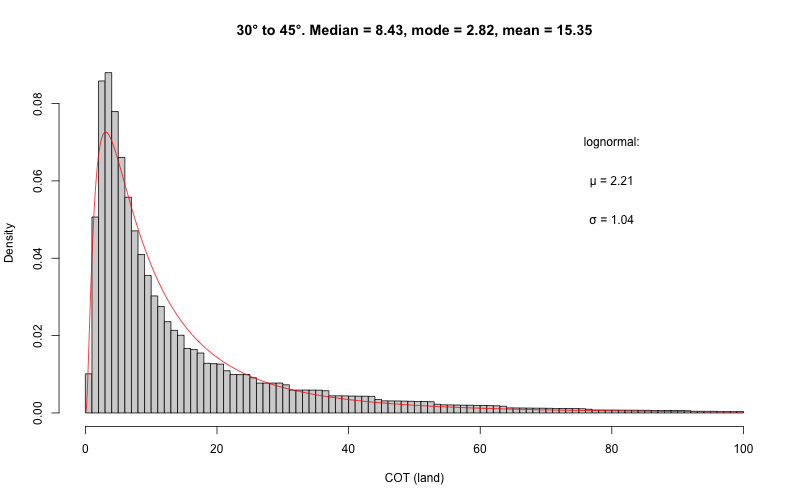 30° to 45°. Median = 8.43, mode = 2.82, mean = 15.35
lognormal:
μ = 2.21
σ = 1.04
Density
0.00
0.02
0.04
0.06
0.08
0
20
40
60
80
100
COT (land)